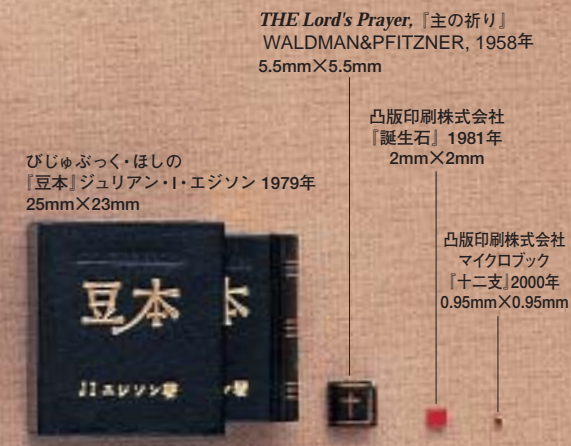 THE Lord's Prayer,『主の祈り』
WALDMAN&PFITZNER, 1958年
5.5mm×5.5mm
凸版印刷株式会社
『誕生石』1981年
2mm×2mm
びじゅぶっく・ほしの
『豆本』ジュリアン・I・エジソン 1979年
25mm×23mm
凸版印刷株式会社
マイクロブック
『十二支』2000年
0.95mm×0.95mm
豆本
本